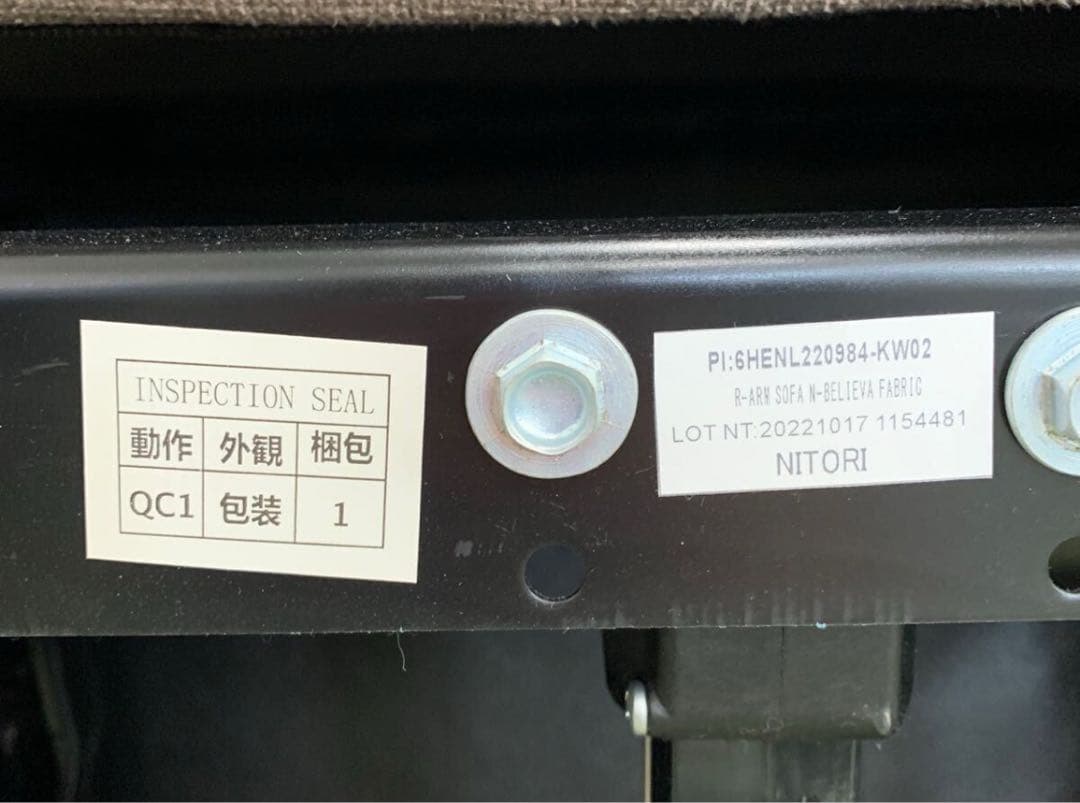 INSPECTION SEAL
動作 外観 梱包
QC1 包装 1
PI:6HENL220984-KW02
R-ARM SOFA N-BELIEVA FABRIC
LOT NT:20221017 1154481
NITORI